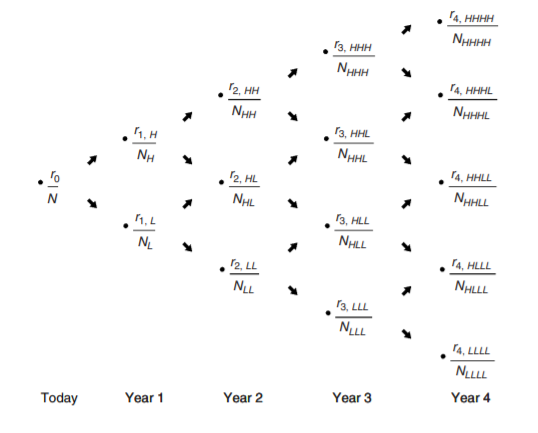 r4, HHHH
NHHHH
r3, HHH
NHHH
r2, HH
NHH
r4, HHHL
NHHHL
r1, H
NH
r3, HHL
NHHL
r0
N
r2, HL
NHL
r4, HHLL
NHHLL
r1, L
NL
r3, HLL
NHLL
r2, LL
NLL
r4, HLLL
NHLLL
r3, LLL
NLLL
r4, LLLL
NLLLL
Today Year 1 Year 2 Year 3 Year 4